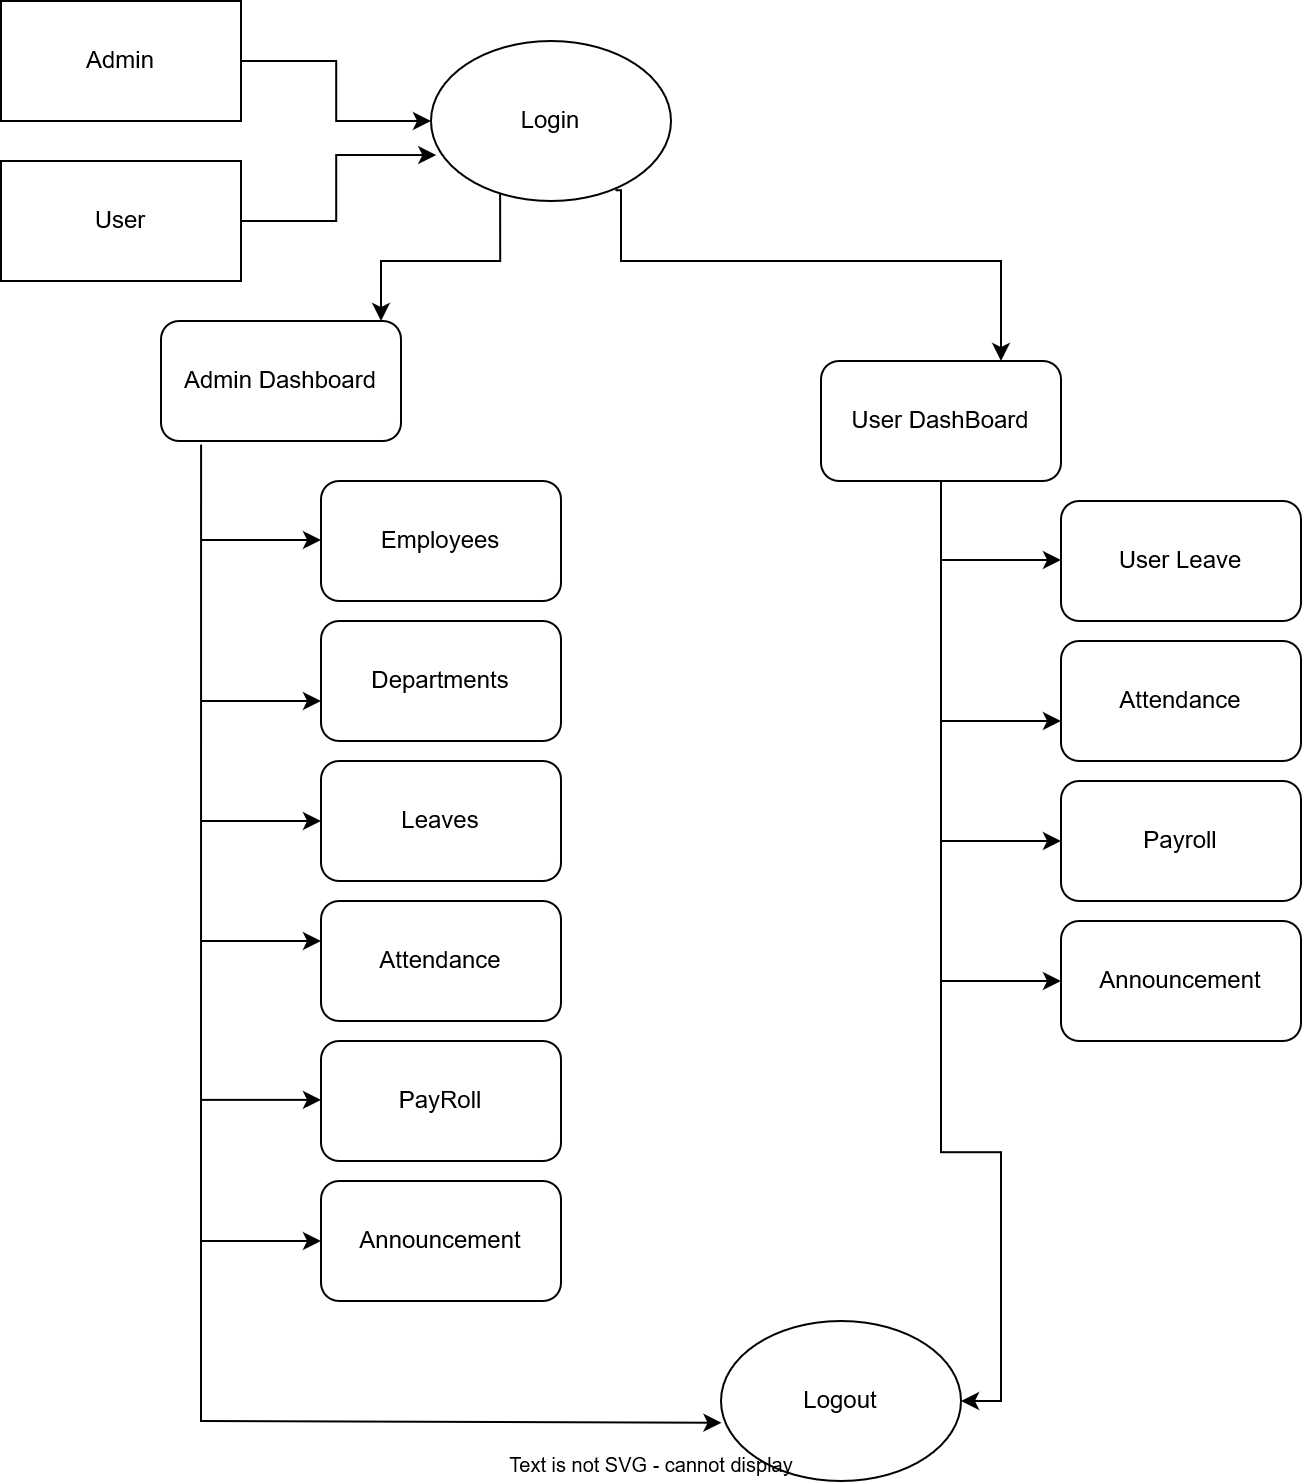 Admin
Login
User
Admin Dashboard
User DashBoard
Employees
User Leave
Departments
Attendance
Leaves
Payroll
Attendance
Announcement
PayRoll
Announcement
Logout
Text is not SVG - cannot display